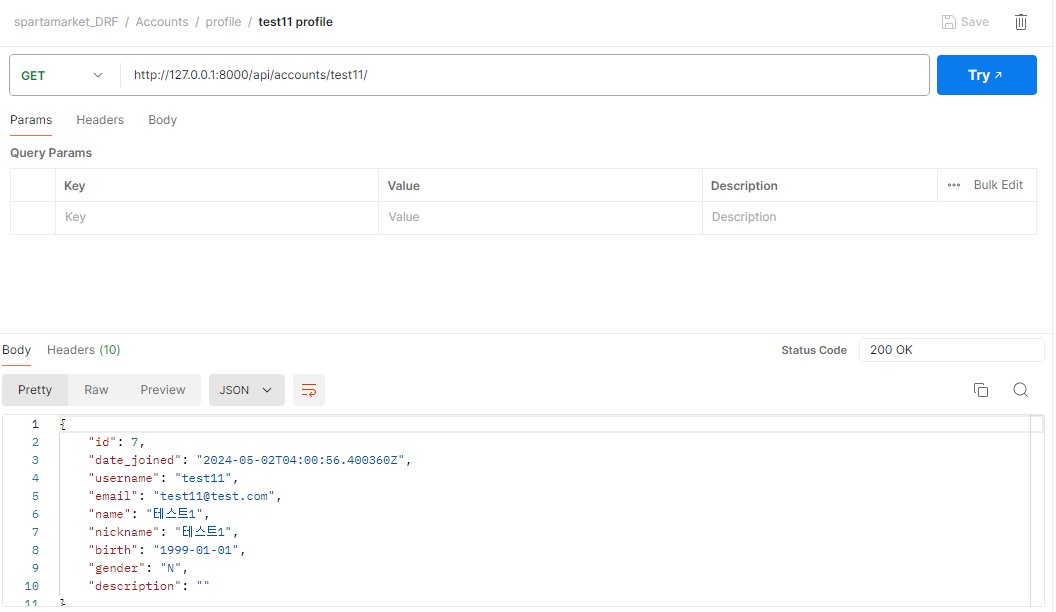 spartamarket_DRF / Accounts / profile / test11 profile
Save
GET http://127.0.0.1:8000/api/accounts/test11/
Try ↗
Params Headers Body
Query Params
Key Value Description ••• Bulk Edit
Key Value Description
Body Headers (10) Status Code 200 OK
Pretty Raw Preview JSON
1 {
2 "id": 7,
3 "date_joined": "2024-05-02T04:00:56.400360Z",
4 "username": "test11",
5 "email": "test11@test.com",
6 "name": "테스트1",
7 "nickname": "테스트1",
8 "birth": "1999-01-01",
9 "gender": "N",
10 "description": ""
11 }